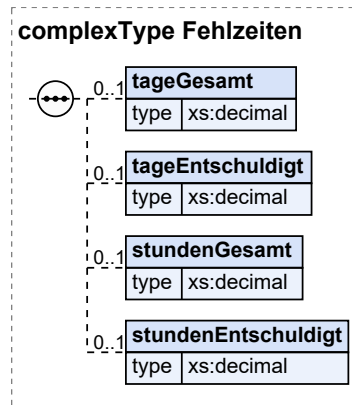 complexType Fehlzeiten
0..1 tageGesamt
type xs:decimal
0..1 tageEntschuldigt
type xs:decimal
0..1 stundenGesamt
type xs:decimal
0..1 stundenEntschuldigt
type xs:decimal